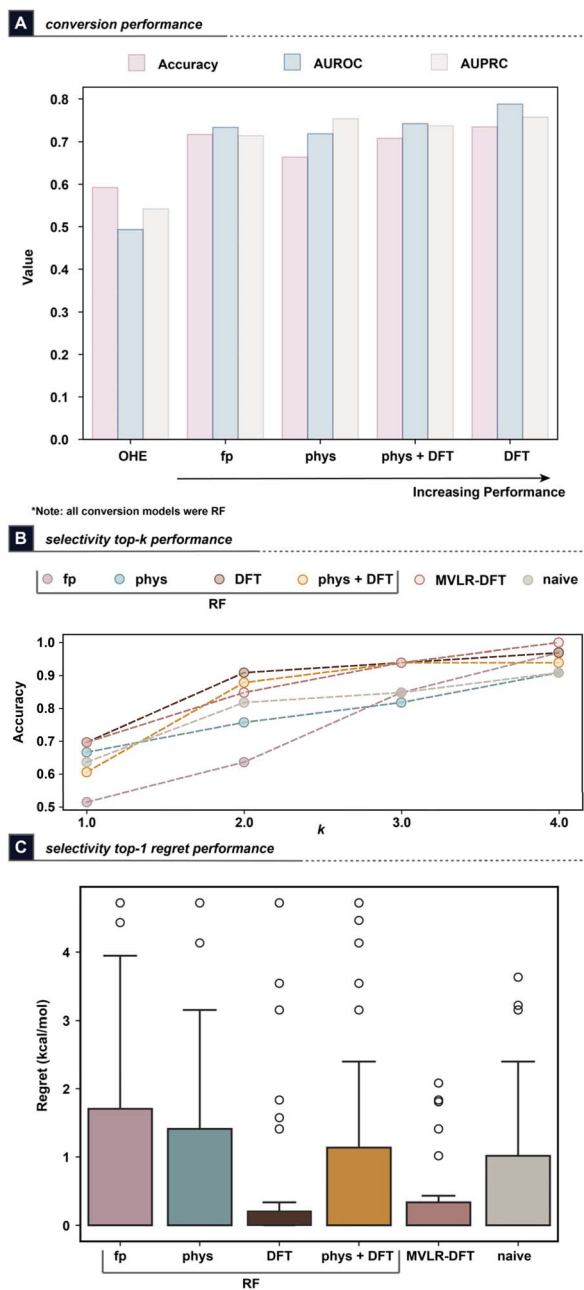 A conversion performance
Accuracy AUROC AUPRC
0.8
0.7
0.6
0.5
0.4
0.3
0.2
0.1
0.0
Value
OHE fp phys phys + DFT DFT
Increasing Performance
*Note: all conversion models were RF
B selectivity top-k performance
fp phys DFT phys + DFT MVLR-DFT naive
RF
1.0
0.9
0.8
0.7
0.6
0.5
Accuracy
1.0 2.0 3.0 4.0
k
C selectivity top-1 regret performance
4
3
2
1
0
Regret (kcal/mol)
fp phys DFT phys + DFT MVLR-DFT naive
RF